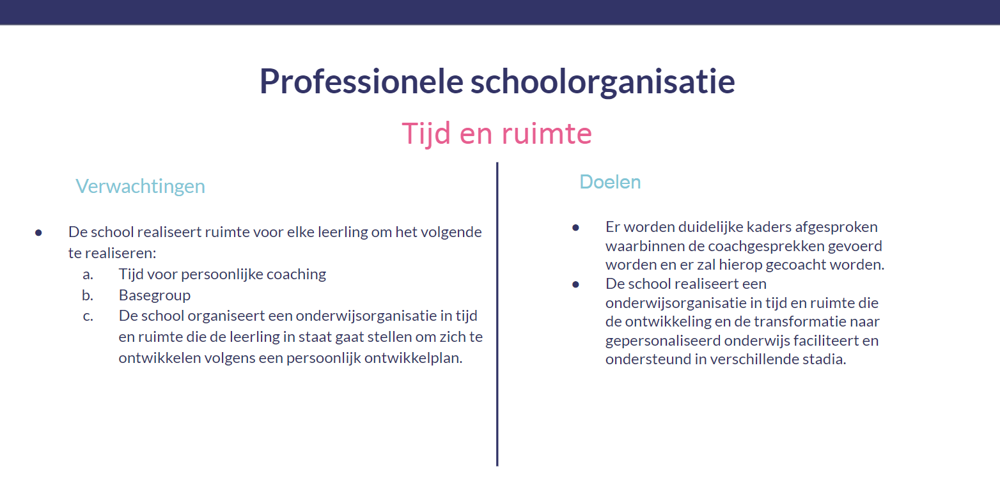 Professionele schoolorganisatie
Tijd en ruimte
Verwachtingen
● De school realiseert ruimte voor elke leerling om het volgende
te realiseren:
a. Tijd voor persoonlijke coaching
b. Basegroup
c. De school organiseert een onderwijsorganisatie in tijd
en ruimte die de leerling in staat gaat stellen om zich te
ontwikkelen volgens een persoonlijk ontwikkelplan.
Doelen
● Er worden duidelijke kaders afgesproken
waarbinnen de coachgesprekken gevoerd
worden en er zal hierop gecoacht worden.
● De school realiseert een
onderwijsorganisatie in tijd en ruimte die
de ontwikkeling en de transformatie naar
gepersonaliseerd onderwijs faciliteert en
ondersteund in verschillende stadia.